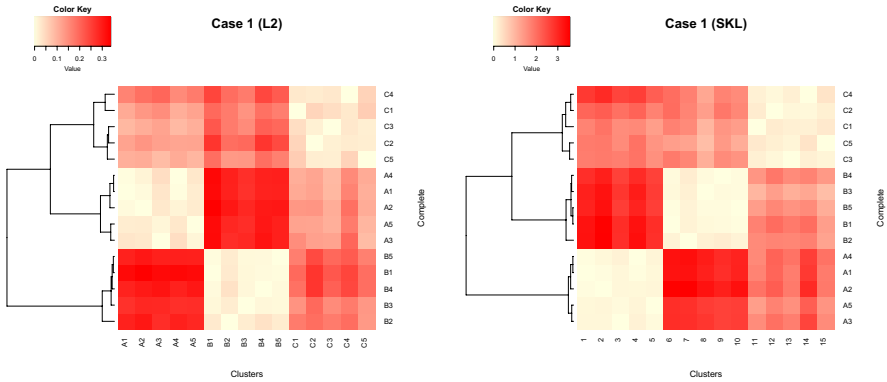 Color Key
0 0.1 0.2 0.3
Value
Case 1 (L2)
C4
C1
C3
C2
C5
A4
A1
A2
A5
A3
B5
B1
B4
B3
B2
Complete
A1 A2 A3 A4 A5 B1 B2 B3 B4 B5 C1 C2 C3 C4 C5
Clusters
Color Key
0 1 2 3
Value
Case 1 (SKL)
C4
C2
C1
C5
C3
B4
B3
B5
B1
B2
A4
A1
A2
A5
A3
Complete
1 2 3 4 5 6 7 8 9 10 11 12 13 14 15
Clusters